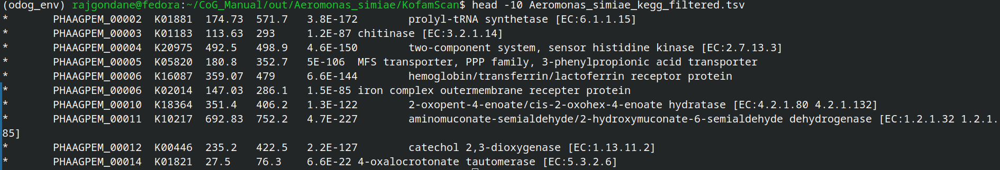 (odog_env) rajgondane@fedora:~/CoG_Manual/out/Aeromonas_simiae/KofamScan$ head -10 Aeromonas_simiae_kegg_filtered.tsv
* PHAAGPEM_00002 K01881 174.73 571.7 3.8E-172 prolyl-tRNA synthetase [EC:6.1.1.15]
* PHAAGPEM_00003 K01183 113.63 293 1.2E-87 chitinase [EC:3.2.1.14]
* PHAAGPEM_00004 K20975 492.5 498.9 4.6E-150 two-component system, sensor histidine kinase [EC:2.7.13.3]
* PHAAGPEM_00005 K05820 180.8 352.7 5E-106 MFS transporter, PPP family, 3-phenylpropionic acid transporter
* PHAAGPEM_00006 K16087 359.07 479 6.6E-144 hemoglobin/transferrin/lactoferrin receptor protein
* PHAAGPEM_00006 K02014 147.03 286.1 1.5E-85 iron complex outermembrane recepter protein
* PHAAGPEM_00010 K18364 351.4 406.2 1.3E-122 2-oxopent-4-enoate/cis-2-oxohex-4-enoate hydratase [EC:4.2.1.80 4.2.1.132]
* PHAAGPEM_00011 K10217 692.83 752.2 4.7E-227 aminomuconate-semialdehyde/2-hydroxymuconate-6-semialdehyde dehydrogenase [EC:1.2.1.32 1.2.1.
85]
* PHAAGPEM_00012 K00446 235.2 422.5 2.2E-127 catechol 2,3-dioxygenase [EC:1.13.11.2]
* PHAAGPEM_00014 K01821 27.5 76.3 6.6E-22 4-oxalocrotonate tautomerase [EC:5.3.2.6]